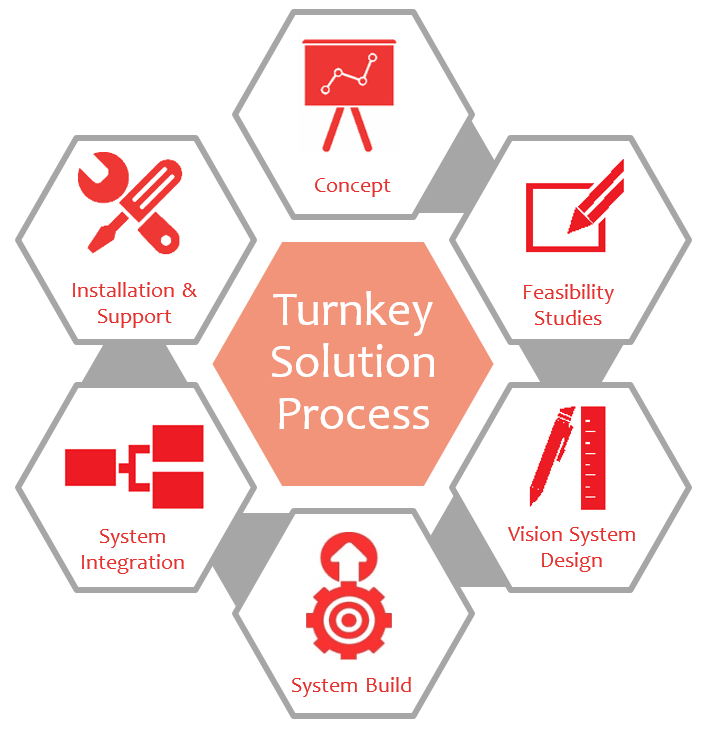 Concept
Feasibility
Studies
Vision System
Design
System Build
System
Integration
Installation &
Support
Turnkey
Solution
Process